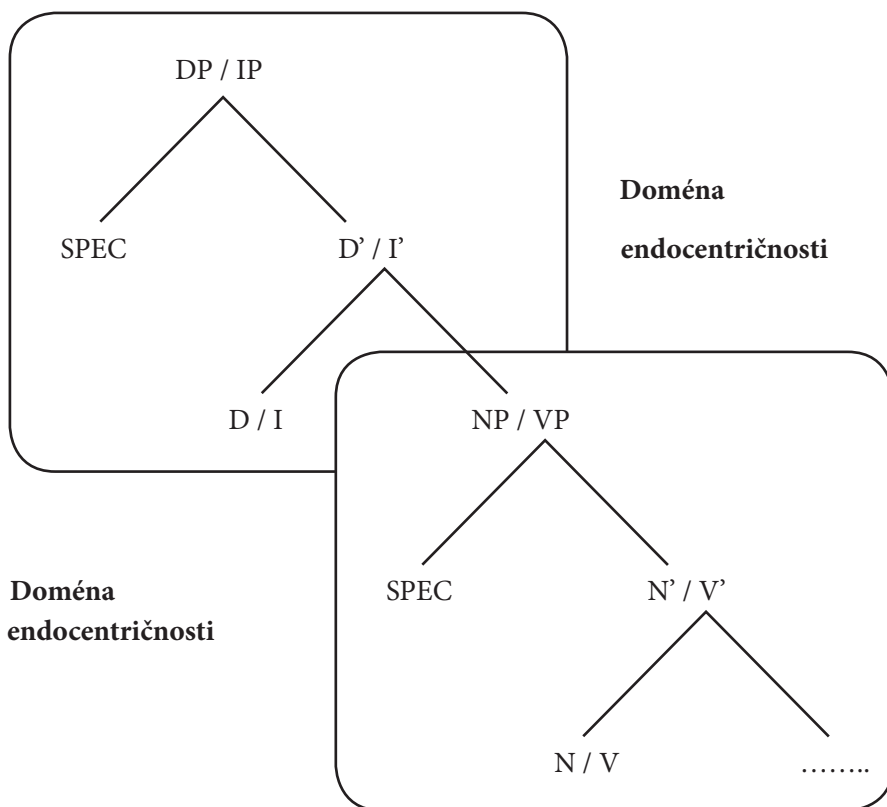 DP / IP
Doména
endocentričnosti
SPEC
D’ / I’
D / I
NP / VP
Doména
endocentričnosti
SPEC
N’ / V’
N / V
……..